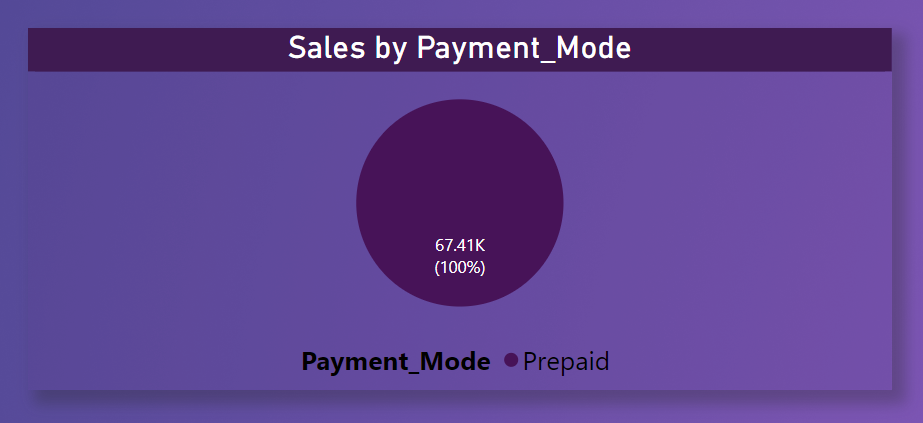 Sales by Payment_Mode
67.41K
(100%)
Payment_Mode Prepaid